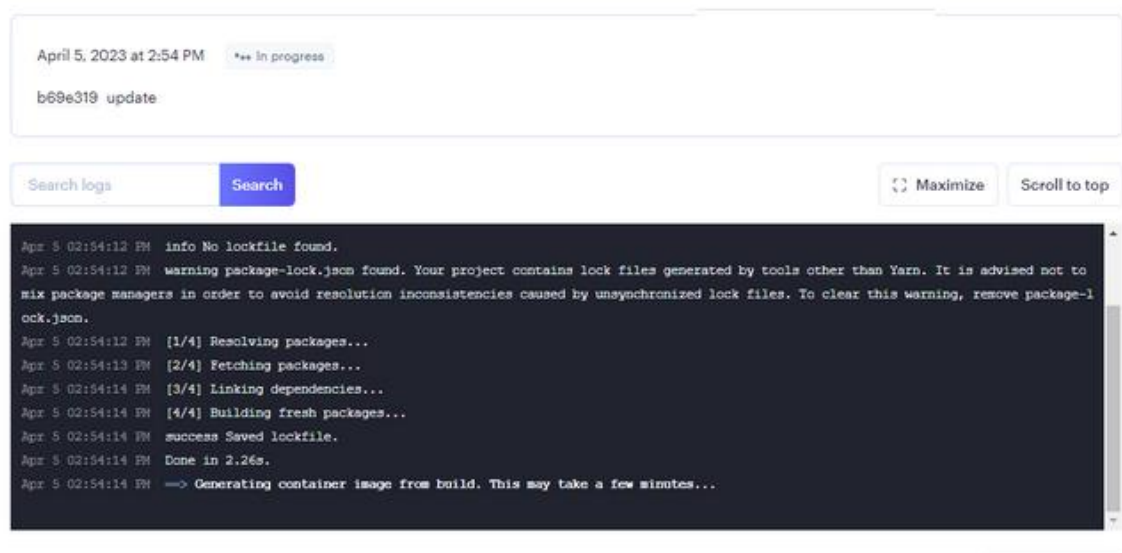 April 5, 2023 at 2:54 PM In progress
b69e319 update
Search logs Search Maximize Scroll to top
Apr 5 02:54:12 PM info No lockfile found.
Apr 5 02:54:12 PM warning package-lock.json found. Your project contains lock files generated by tools other than Yarn. It is advised not to
mix package managers in order to avoid resolution inconsistencies caused by unsynchronized lock files. To clear this warning, remove package-l
ock.json.
Apr 5 02:54:12 PM [1/4] Resolving packages...
Apr 5 02:54:13 PM [2/4] Fetching packages...
Apr 5 02:54:14 PM [3/4] Linking dependencies...
Apr 5 02:54:14 PM [4/4] Building fresh packages...
Apr 5 02:54:14 PM success Saved lockfile.
Apr 5 02:54:14 PM Done in 2.26s.
Apr 5 02:54:14 PM ==> Generating container image from build. This may take a few minutes...